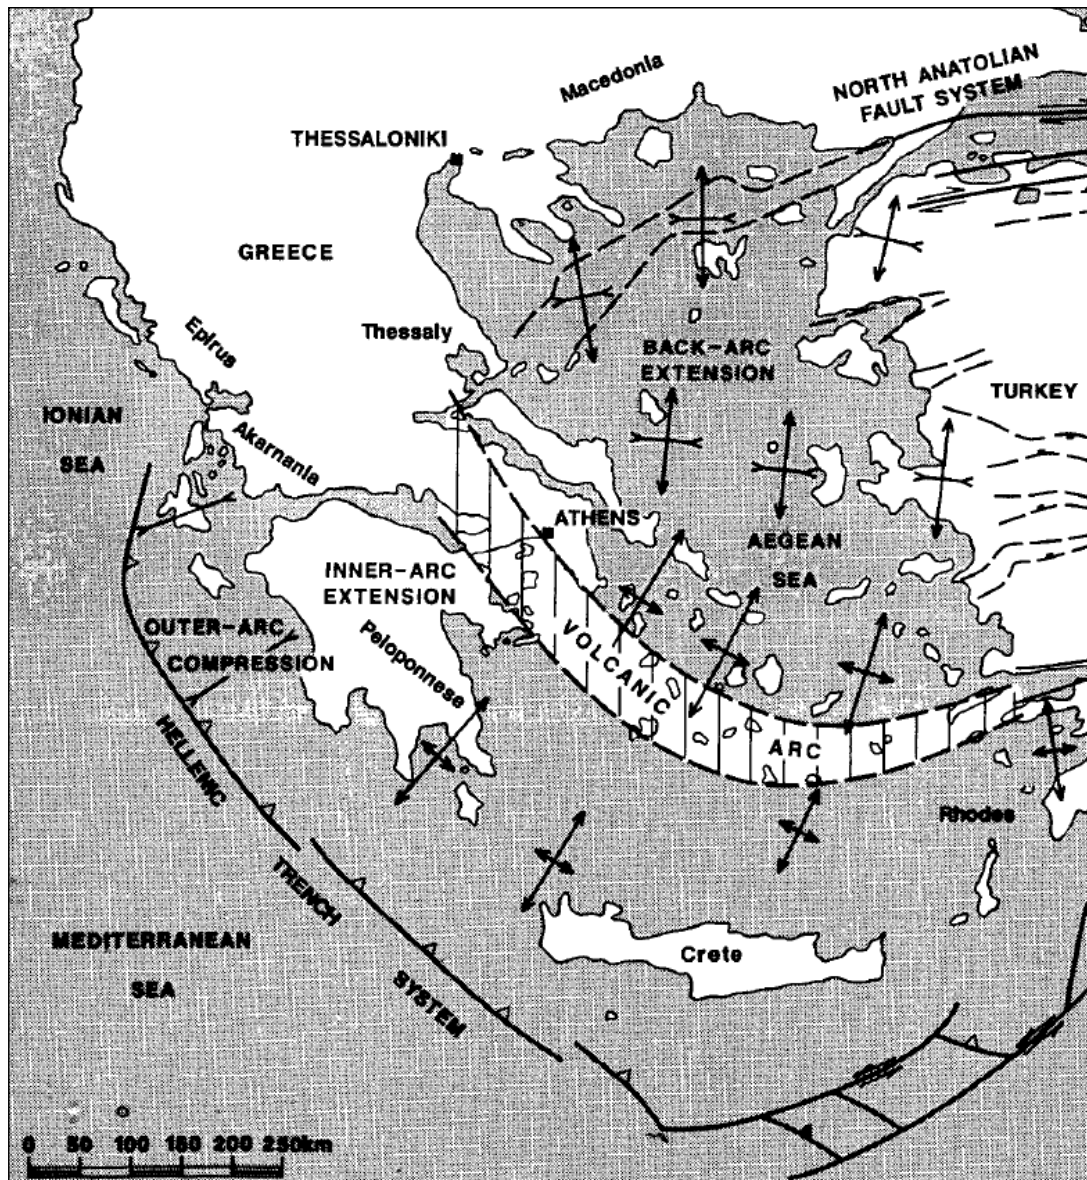 Macedonia
NORTH ANATOLIAN
FAULT SYSTEM
THESSALONIKI
GREECE
Thessaly
Epirus
BACK-ARC
EXTENSION
TURKEY
IONIAN
SEA
Akarnania
ATHENS
AEGEAN
SEA
INNER-ARC
EXTENSION
OUTER-ARC
COMPRESSION
Peloponnese
VOLCANIC
ARC
HELLENIC
TRENCH
SYSTEM
Rhodes
MEDITERRANEAN
SEA
Crete
0 50 100 150 200 250km